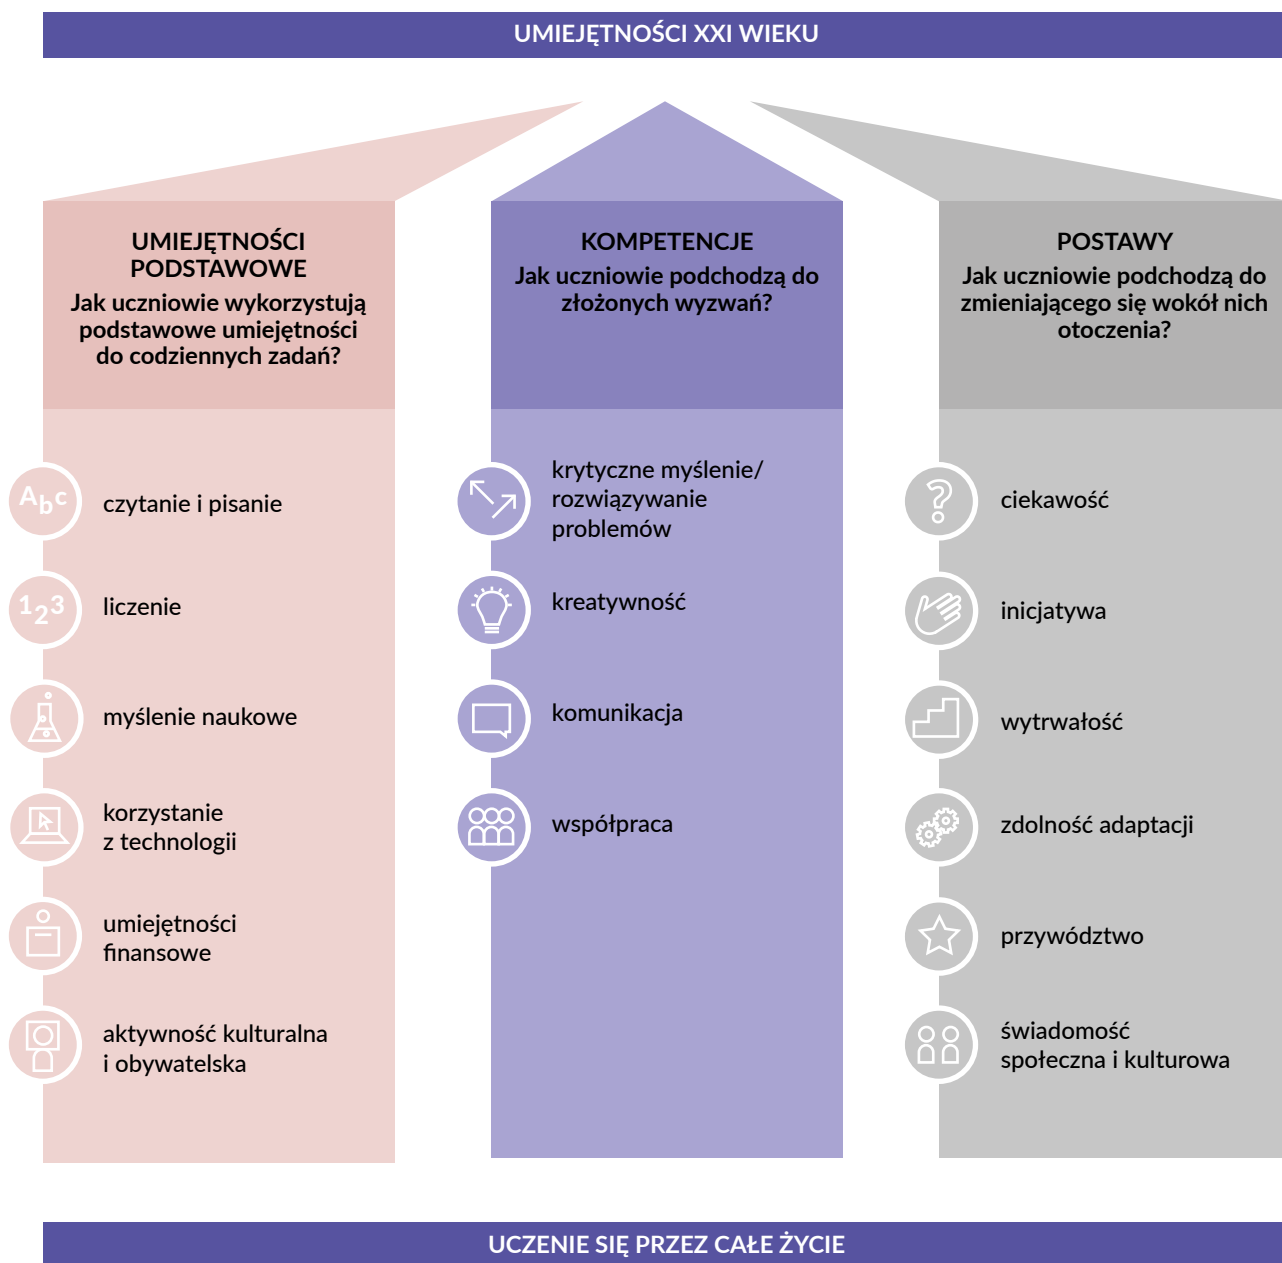 UMIEJĘTNOŚCI XXI WIEKU
UMIEJĘTNOŚCI
PODSTAWOWE
Jak uczniowie wykorzystują
podstawowe umiejętności
do codziennych zadań?
Abc
czytanie i pisanie
123
liczenie
myślenie naukowe
korzystanie
z technologii
umiejętności
finansowe
aktywność kulturalna
i obywatelska
KOMPETENCJE
Jak uczniowie podchodzą do
złożonych wyzwań?
krytyczne myślenie/
rozwiązywanie
problemów
kreatywność
komunikacja
współpraca
POSTAWY
Jak uczniowie podchodzą do
zmieniającego się wokół nich
otoczenia?
?
ciekawość
inicjatywa
wytrwałość
zdolność adaptacji
przywództwo
świadomość
społeczna i kulturowa
UCZENIE SIĘ PRZEZ CAŁE ŻYCIE